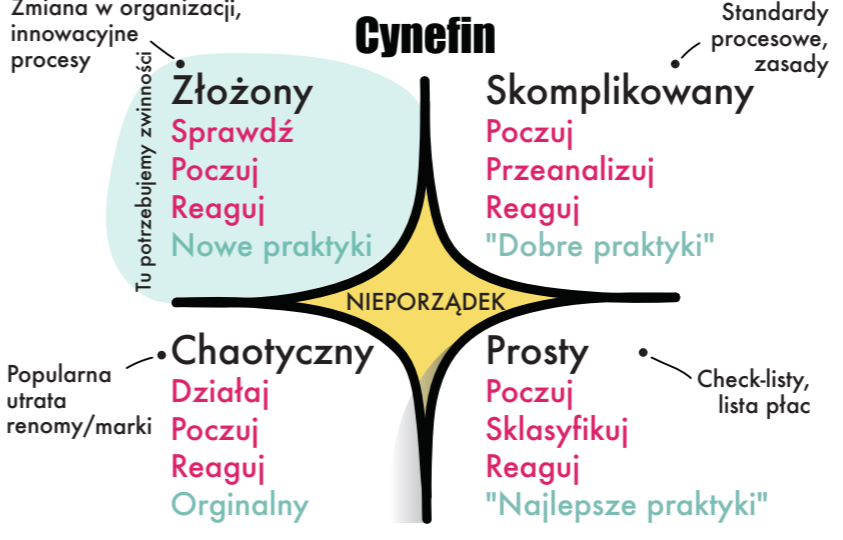 Zmiana w organizacji,
innowacyjne
procesy
Cynefin
Standardy
procesowe,
zasady
Tu potrzebujemy zwinności
Złożony
Sprawdź
Poczuj
Reaguj
Nowe praktyki
Skomplikowany
Poczuj
Przeanalizuj
Reaguj
"Dobre praktyki"
NIEPORZĄDEK
Popularna
utrata
renomy/marki
Chaotyczny
Działaj
Poczuj
Reaguj
Orginalny
Prosty
Poczuj
Sklasyfikuj
Reaguj
"Najlepsze praktyki"
Check-listy,
lista płac